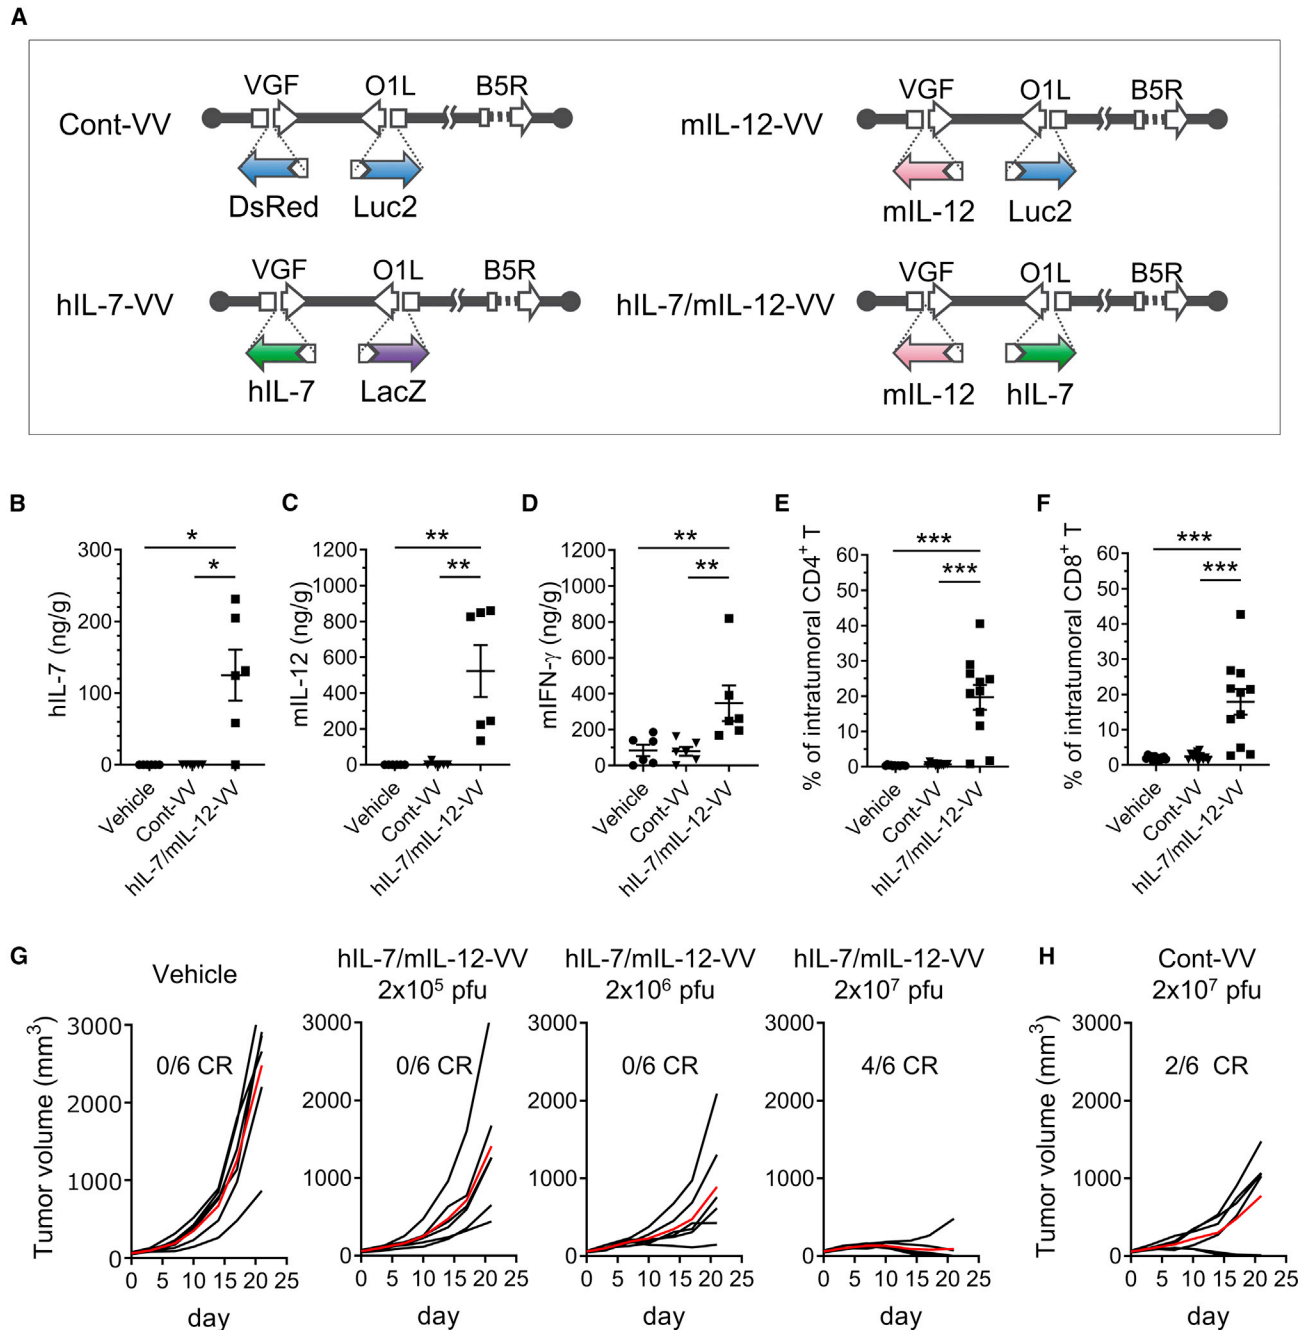 A
VGF O1L B5R
Cont-VV
DsRed Luc2
VGF O1L B5R
mIL-12-VV
mIL-12 Luc2
VGF O1L B5R
hIL-7-VV
hIL-7 LacZ
VGF O1L B5R
hIL-7/mIL-12-VV
mIL-12 hIL-7
B
hIL-7 (ng/g)
300
200
100
0
*
*
Vehicle
Cont-VV
hIL-7/mIL-12-VV
C
mIL-12 (ng/g)
1200
1000
800
600
400
200
0
**
**
Vehicle
Cont-VV
hIL-7/mIL-12-VV
D
mIFN-γ (ng/g)
1200
1000
800
600
400
200
0
**
**
Vehicle
Cont-VV
hIL-7/mIL-12-VV
E
% of intratumoral CD4⁺ T
60
50
40
30
20
10
0
***
***
Vehicle
Cont-VV
hIL-7/mIL-12-VV
F
% of intratumoral CD8⁺ T
60
50
40
30
20
10
0
***
***
Vehicle
Cont-VV
hIL-7/mIL-12-VV
G
Vehicle
Tumor volume (mm³)
3000
2000
1000
0
0/6 CR
0 5 10 15 20 25
day
hIL-7/mIL-12-VV
2x10⁵ pfu
3000
2000
1000
0
0/6 CR
0 5 10 15 20 25
day
hIL-7/mIL-12-VV
2x10⁶ pfu
3000
2000
1000
0
0/6 CR
0 5 10 15 20 25
day
hIL-7/mIL-12-VV
2x10⁷ pfu
3000
2000
1000
0
4/6 CR
0 5 10 15 20 25
day
H
Cont-VV
2x10⁷ pfu
Tumor volume (mm³)
3000
2000
1000
0
2/6 CR
0 5 10 15 20 25
day